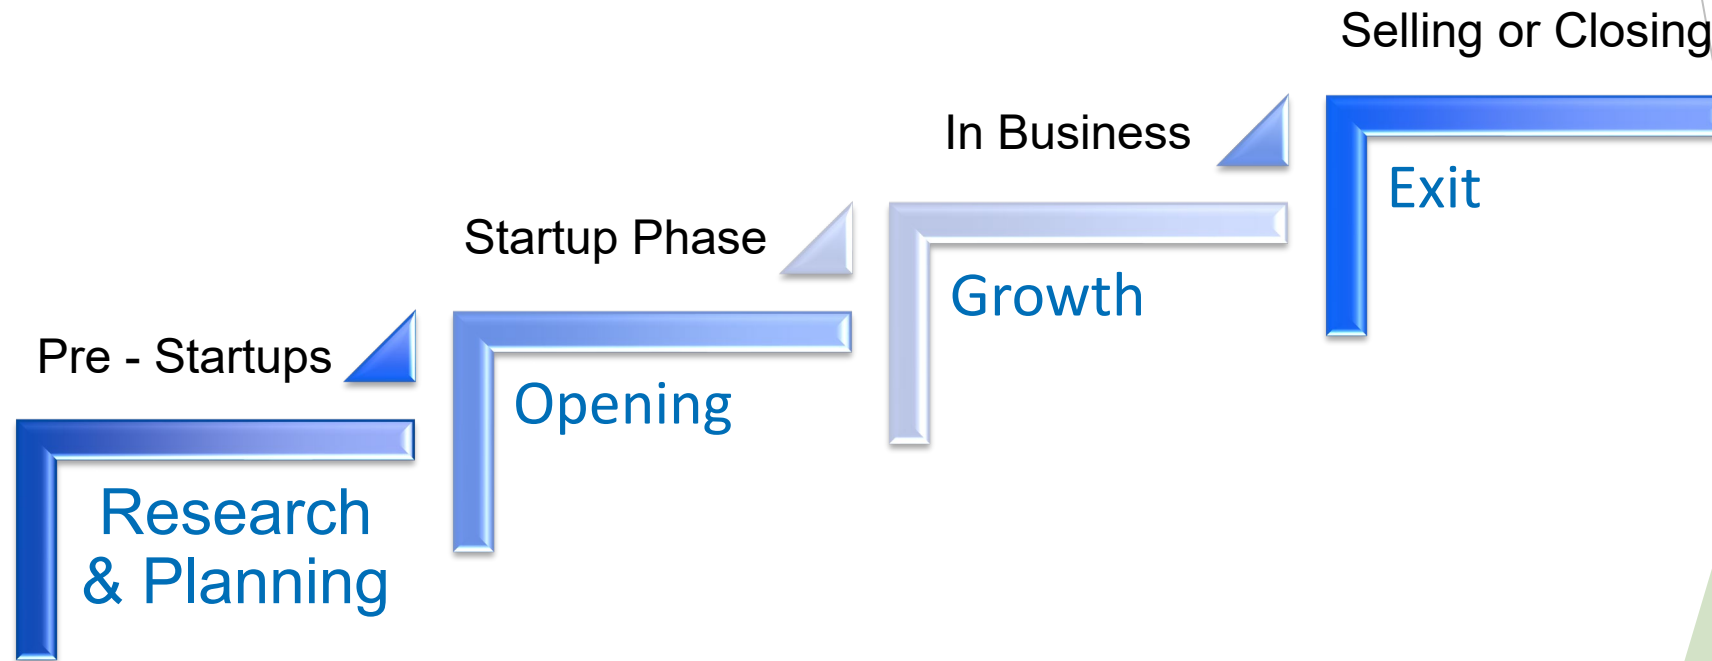 Selling or Closing
In Business
Exit
Startup Phase
Growth
Pre - Startups
Opening
Research
& Planning